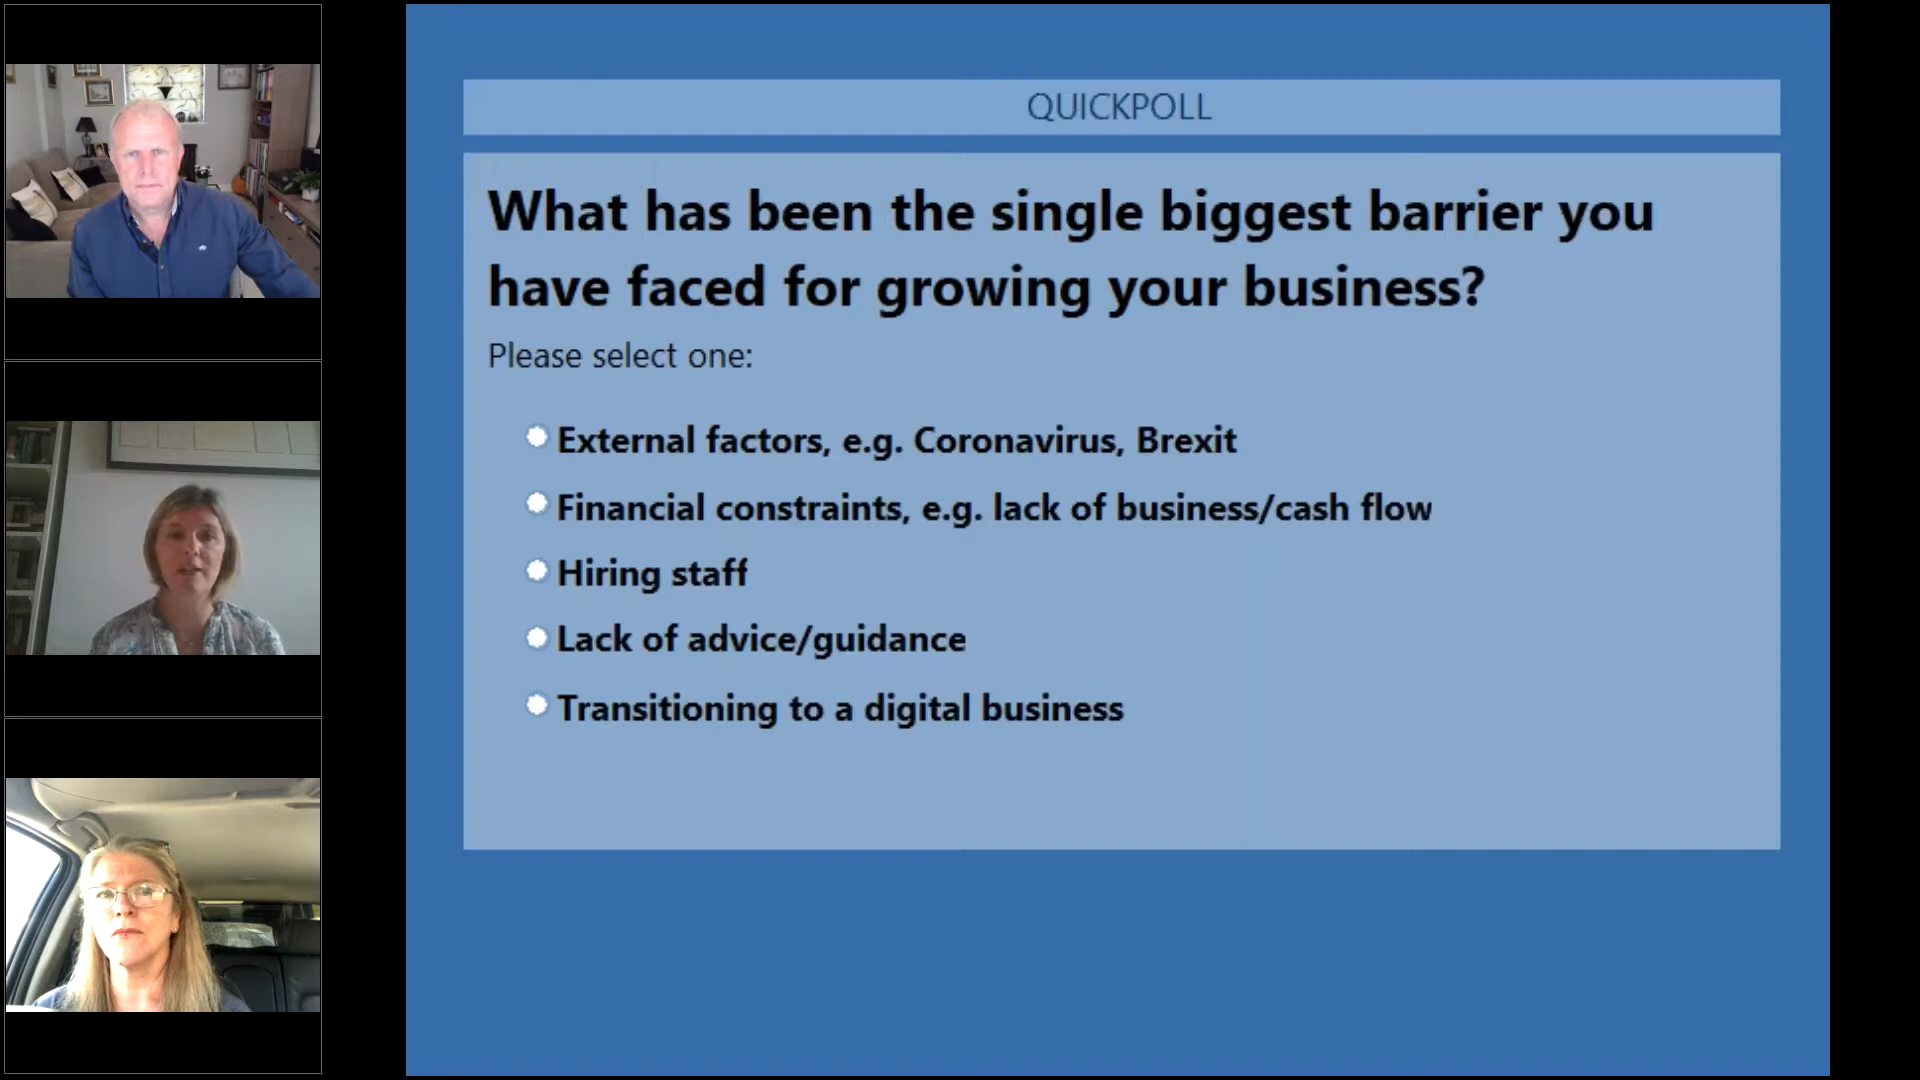 QUICKPOLL
What has been the single biggest barrier you
have faced for growing your business?
Please select one:
External factors, e.g. Coronavirus, Brexit
Financial constraints, e.g. lack of business/cash flow
Hiring staff
Lack of advice/guidance
Transitioning to a digital business